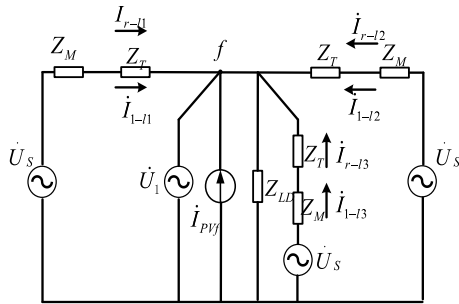 İ_{r-l1}
İ_{r-l2}
Z_M
Z_T
f
Z_T
Z_M
İ_{1-l1}
İ_{1-l2}
U̇_S
U̇_1
İ_{PVf}
Z_{LD}
Z_T
İ_{r-l3}
Z_M
İ_{1-l3}
U̇_S
U̇_S